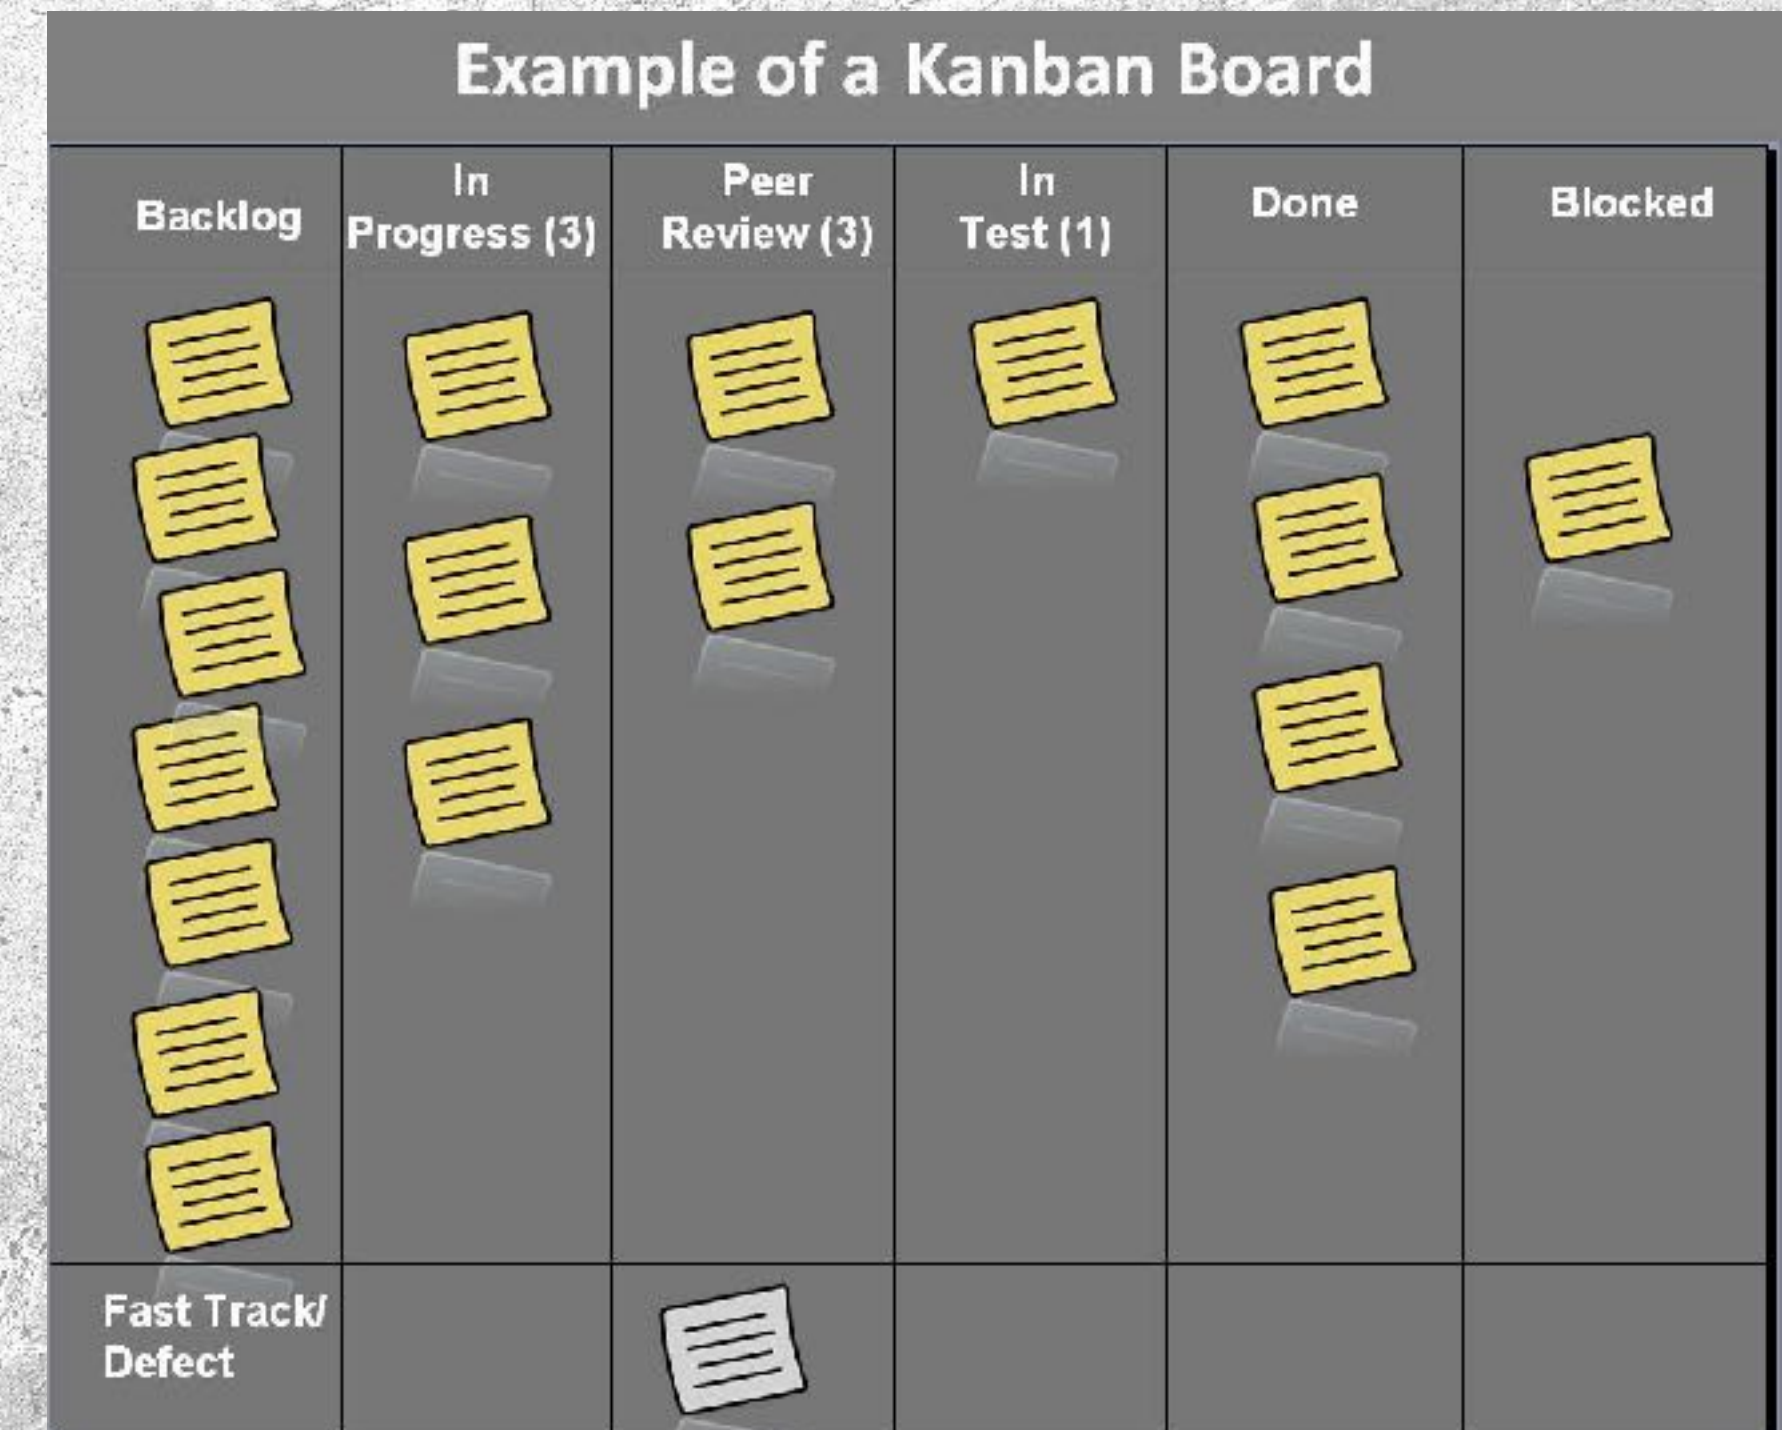 Example of a Kanban Board
Backlog
In
Progress (3)
Peer
Review (3)
In
Test (1)
Done
Blocked
Fast Track/
Defect